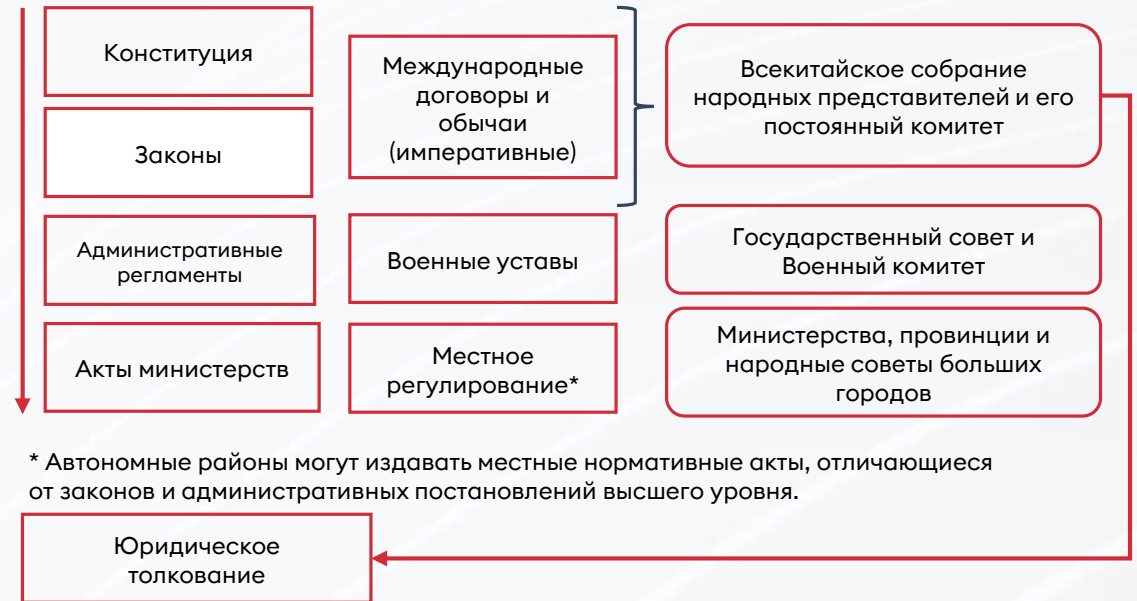 Конституция
Международные
договоры и
обычаи
(императивные)
Всекитайское собрание
народных представителей и его
постоянный комитет
Законы
Административные
регламенты
Военные уставы
Государственный совет и
Военный комитет
Акты министерств
Местное
регулирование*
Министерства, провинции и
народные советы больших
городов
* Автономные районы могут издавать местные нормативные акты, отличающиеся
от законов и административных постановлений высшего уровня.
Юридическое
толкование